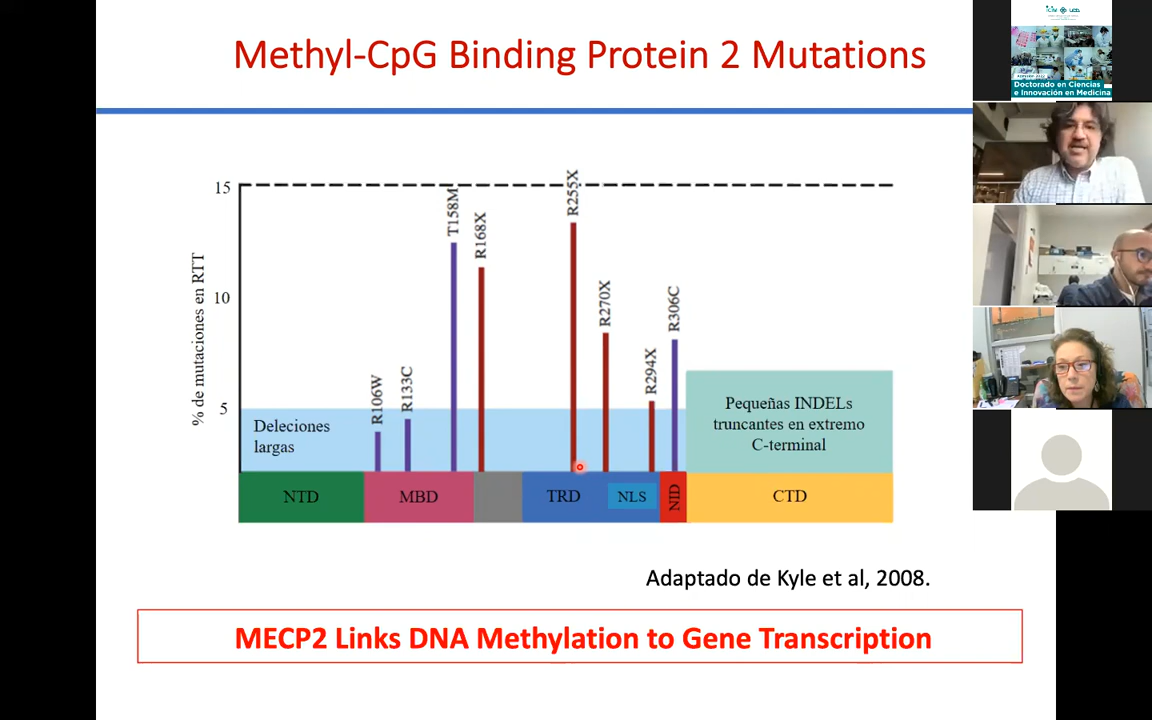 Methyl-CpG Binding Protein 2 Mutations
15
10
5
% de mutaciones en RTT
R106W
R133C
T158M
R168X
R255X
R270X
R294X
R306C
Deleciones
largas
Pequeñas INDELs
truncantes en extremo
C-terminal
NTD
MBD
TRD
NLS
NID
CTD
Adaptado de Kyle et al, 2008.
MECP2 Links DNA Methylation to Gene Transcription
Doctorado en Ciencias
e Innovación en Medicina